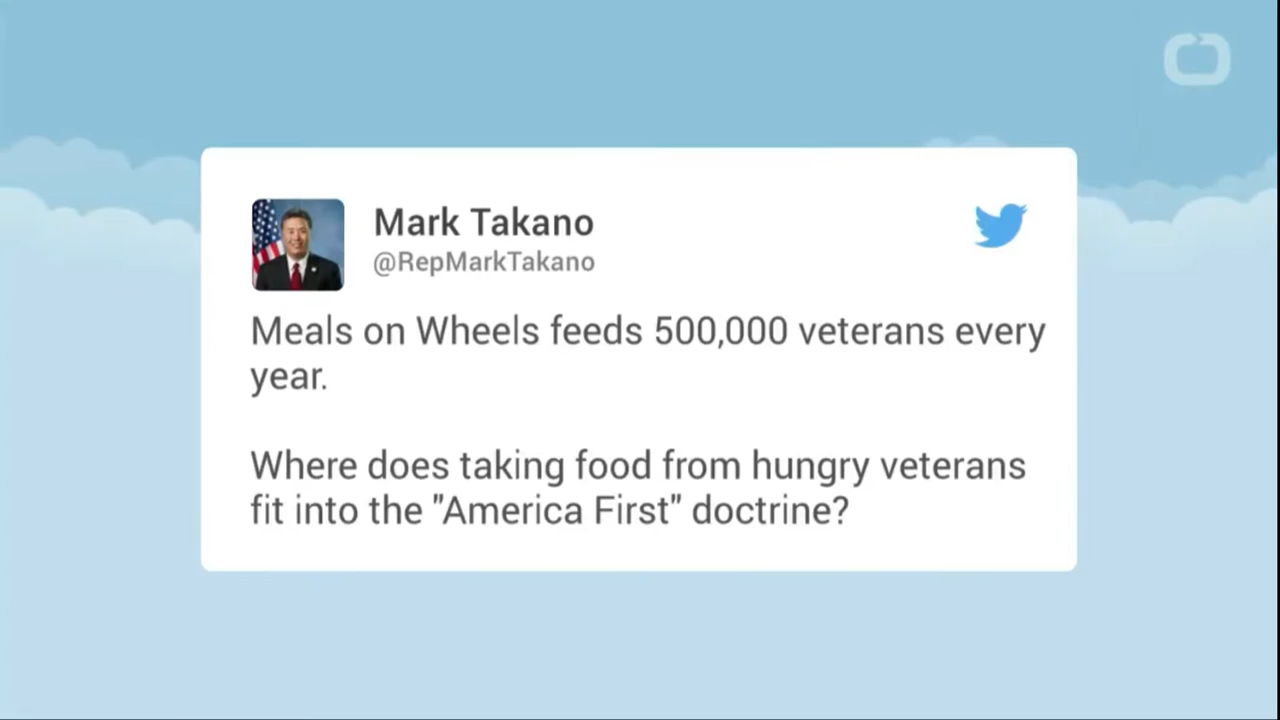 Mark Takano
@RepMarkTakano
Meals on Wheels feeds 500,000 veterans every
year.
Where does taking food from hungry veterans
fit into the "America First" doctrine?